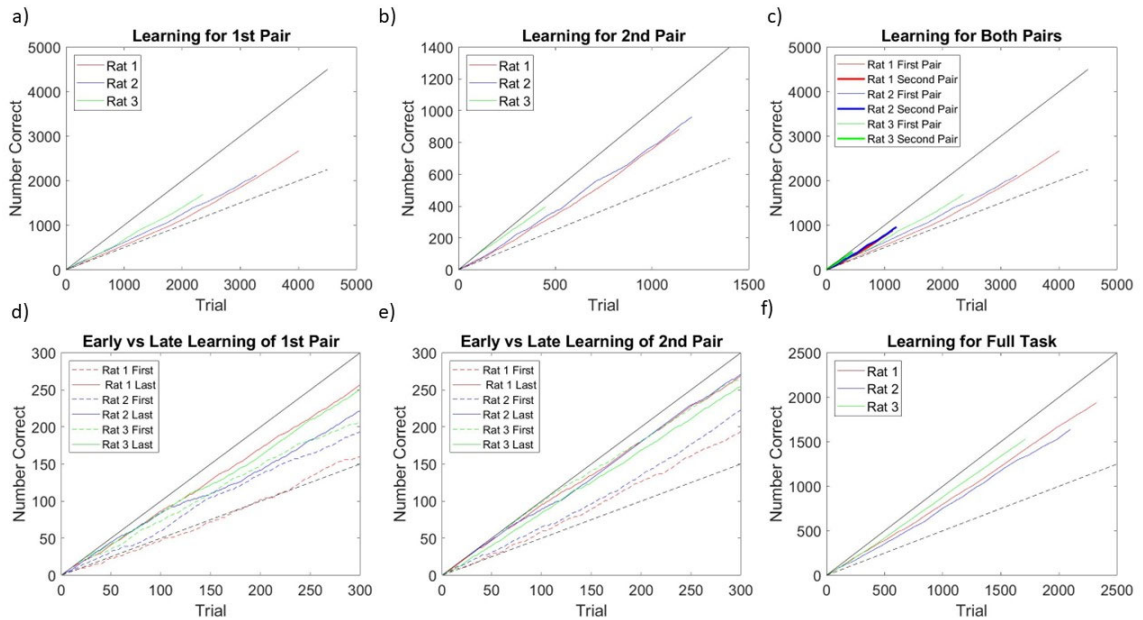 a)
Learning for 1st Pair
Number Correct
5000
4000
3000
2000
1000
0
Rat 1
Rat 2
Rat 3
0 1000 2000 3000 4000 5000
Trial
b)
Learning for 2nd Pair
Number Correct
1400
1200
1000
800
600
400
200
0
Rat 1
Rat 2
Rat 3
0 500 1000 1500
Trial
c)
Learning for Both Pairs
Number Correct
5000
4000
3000
2000
1000
0
Rat 1 First Pair
Rat 1 Second Pair
Rat 2 First Pair
Rat 2 Second Pair
Rat 3 First Pair
Rat 3 Second Pair
0 1000 2000 3000 4000 5000
Trial
d)
Early vs Late Learning of 1st Pair
Number Correct
300
250
200
150
100
50
0
Rat 1 First
Rat 1 Last
Rat 2 First
Rat 2 Last
Rat 3 First
Rat 3 Last
0 50 100 150 200 250 300
Trial
e)
Early vs Late Learning of 2nd Pair
Number Correct
300
250
200
150
100
50
0
Rat 1 First
Rat 1 Last
Rat 2 First
Rat 2 Last
Rat 3 First
Rat 3 Last
0 50 100 150 200 250 300
Trial
f)
Learning for Full Task
Number Correct
2500
2000
1500
1000
500
0
Rat 1
Rat 2
Rat 3
0 500 1000 1500 2000 2500
Trial